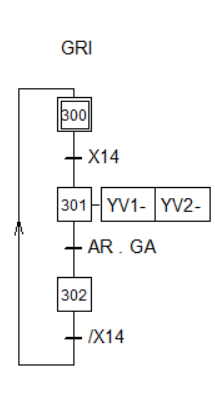 GRI
300
X14
301 YV1- YV2-
AR . GA
302
/X14